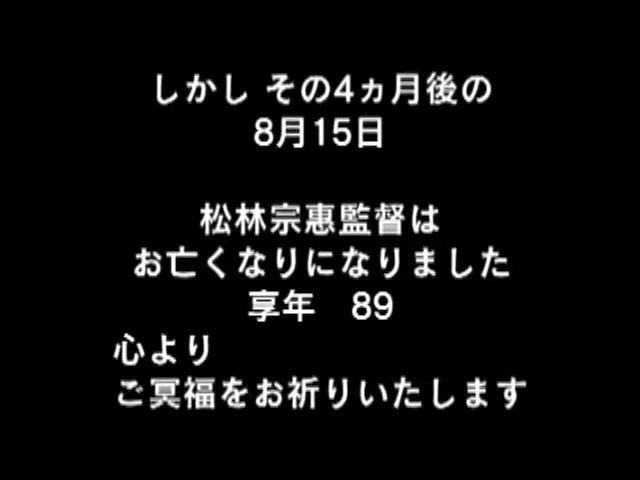 しかし その4ヵ月後の
8月15日
松林宗惠監督は
お亡くなりになりました
享年　89
心より
ご冥福をお祈りいたします